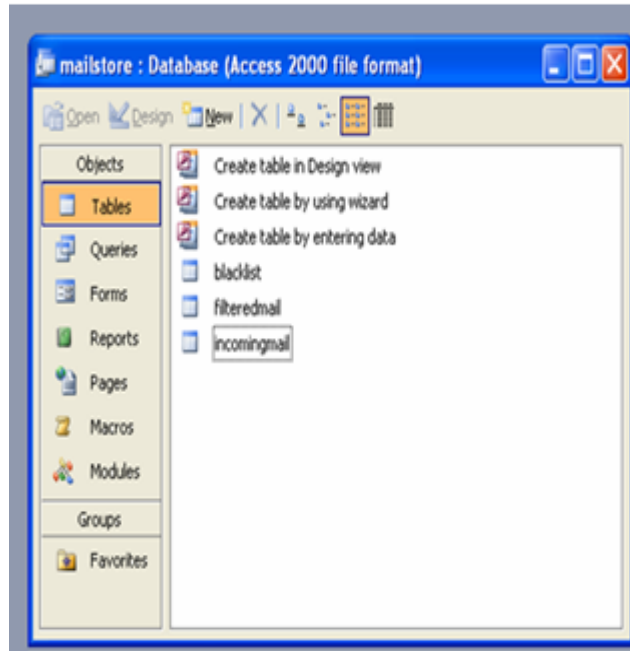 mailstore : Database (Access 2000 file format)
Open Design New
Objects
Tables
Queries
Forms
Reports
Pages
Macros
Modules
Groups
Favorites
Create table in Design view
Create table by using wizard
Create table by entering data
blacklist
filteredmail
incomingmail